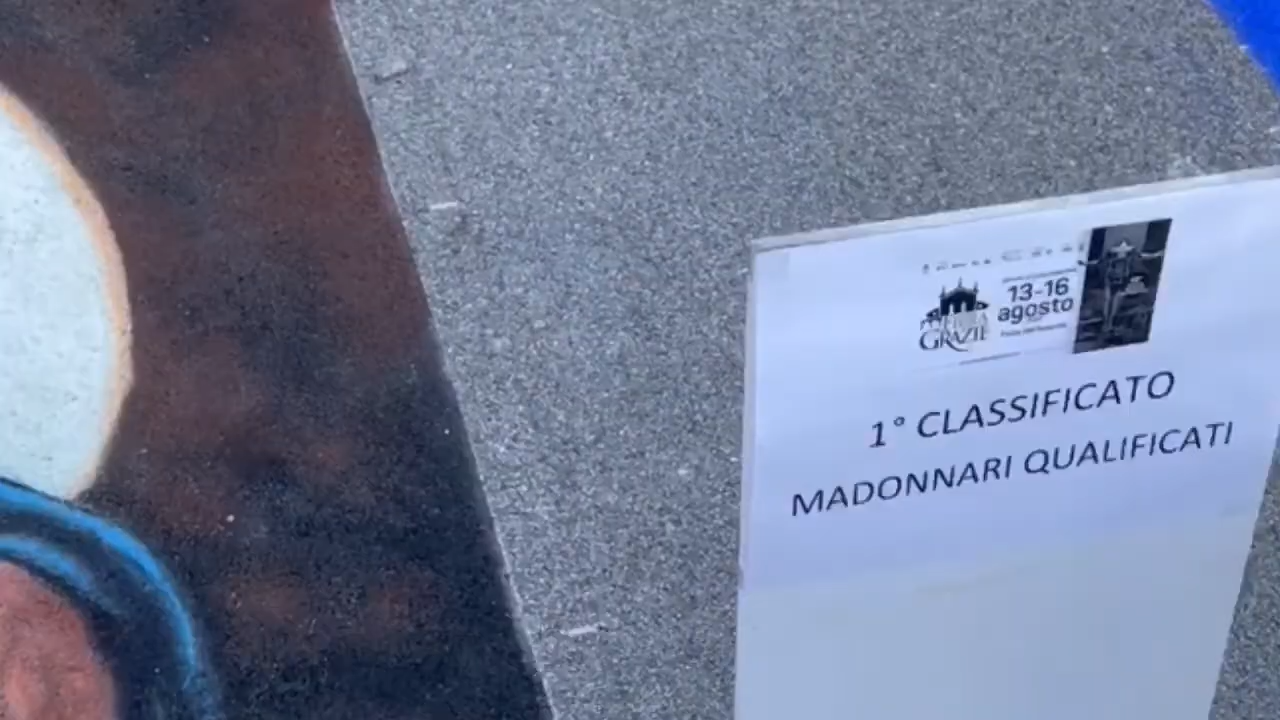 13-16
agosto
GRAZIE
1° CLASSIFICATO
MADONNARI QUALIFICATI